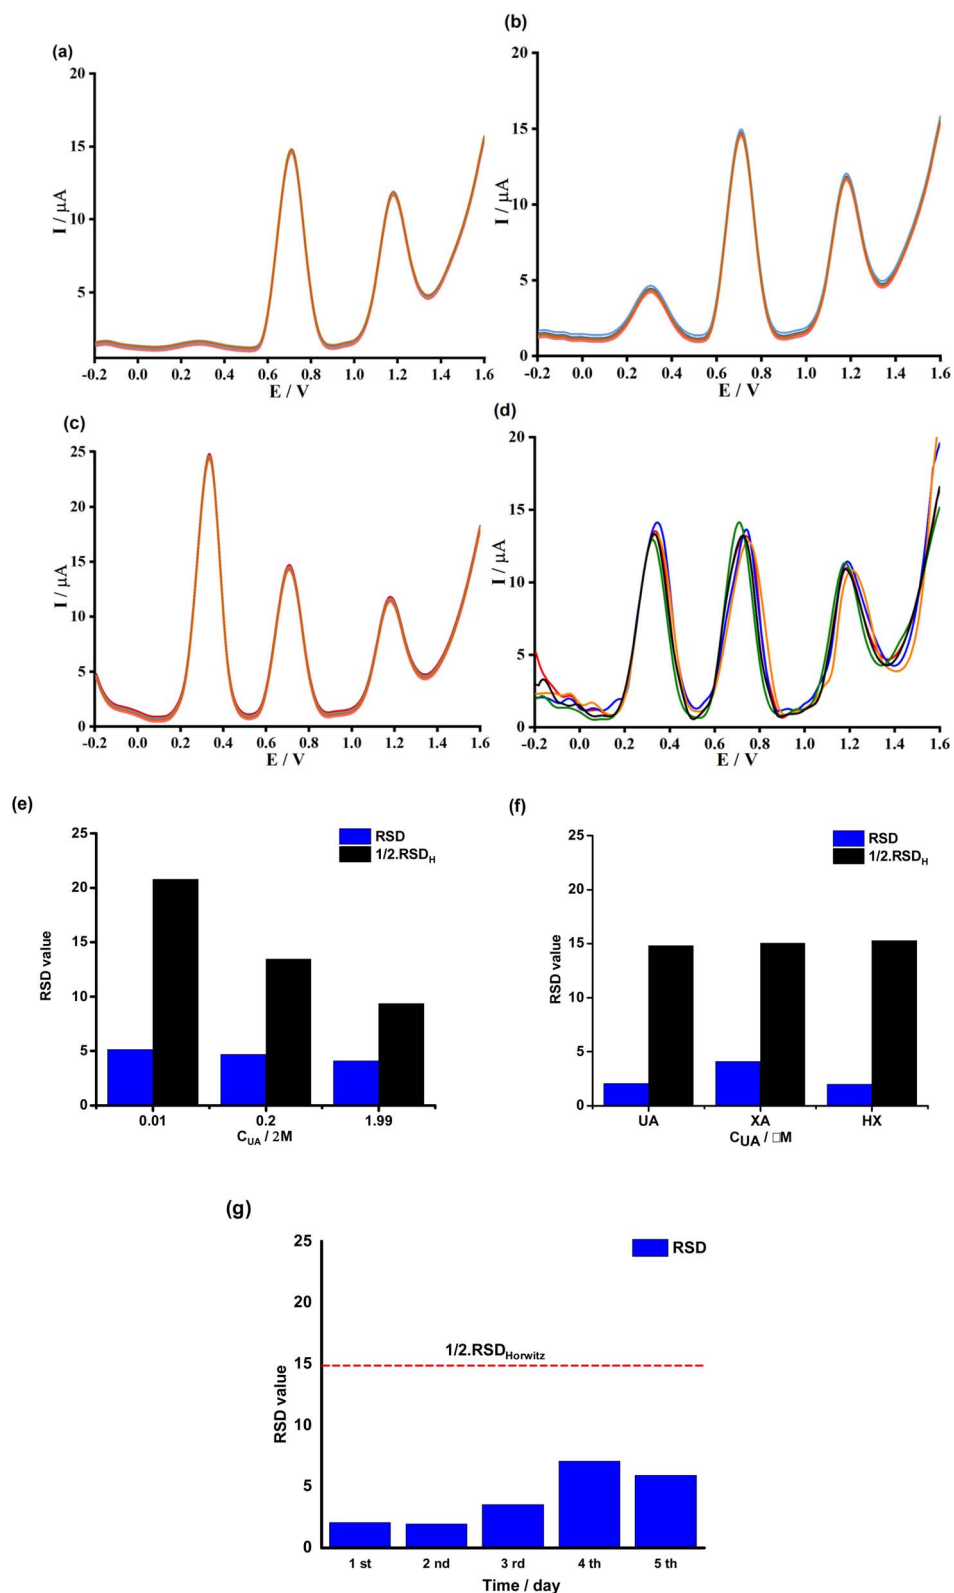 (a)
20
15
10
5
I / µA
-0.2 0.0 0.2 0.4 0.6 0.8 1.0 1.2 1.4 1.6
E / V
(b)
20
15
10
5
0
I / µA
-0.2 0.0 0.2 0.4 0.6 0.8 1.0 1.2 1.4 1.6
E / V
(c)
25
20
15
10
5
0
I / µA
-0.2 0.0 0.2 0.4 0.6 0.8 1.0 1.2 1.4 1.6
E / V
(d)
20
15
10
5
0
I / µA
-0.2 0.0 0.2 0.4 0.6 0.8 1.0 1.2 1.4 1.6
E / V
(e)
RSD
1/2.RSD_H
25
20
15
10
5
0
RSD value
0.01 0.2 1.99
C_UA / 2M
(f)
RSD
1/2.RSD_H
25
20
15
10
5
0
RSD value
UA XA HX
C_UA / □M
(g)
RSD
25
20
15
10
5
0
RSD value
1/2.RSD_Horwitz
1 st 2 nd 3 rd 4 th 5 th
Time / day